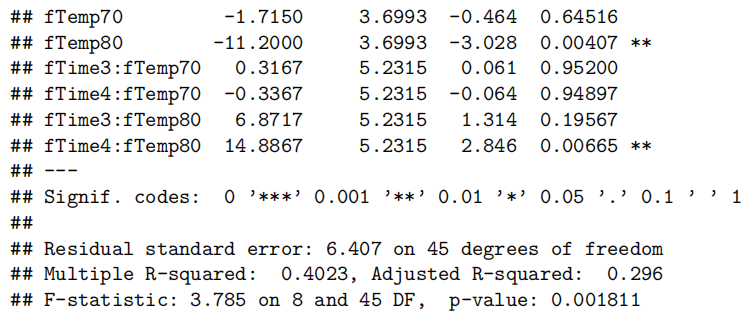 ## fTemp70 -1.7150 3.6993 -0.464 0.64516
## fTemp80 -11.2000 3.6993 -3.028 0.00407 **
## fTime3:fTemp70 0.3167 5.2315 0.061 0.95200
## fTime4:fTemp70 -0.3367 5.2315 -0.064 0.94897
## fTime3:fTemp80 6.8717 5.2315 1.314 0.19567
## fTime4:fTemp80 14.8867 5.2315 2.846 0.00665 **
## ---
## Signif. codes: 0 '***' 0.001 '**' 0.01 '*' 0.05 '.' 0.1 ' ' 1
##
## Residual standard error: 6.407 on 45 degrees of freedom
## Multiple R-squared: 0.4023, Adjusted R-squared: 0.296
## F-statistic: 3.785 on 8 and 45 DF, p-value: 0.001811